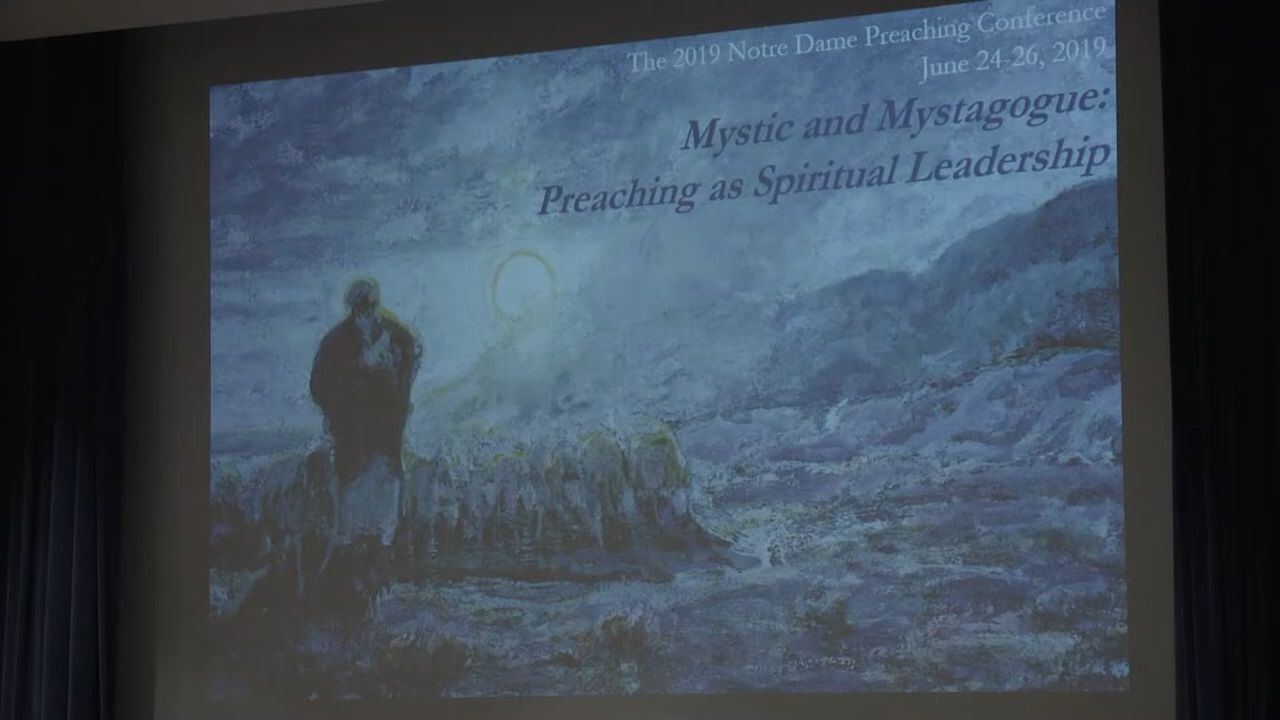 The 2019 Notre Dame Preaching Conference
June 24-26, 2019
Mystic and Mystagogue:
Preaching as Spiritual Leadership